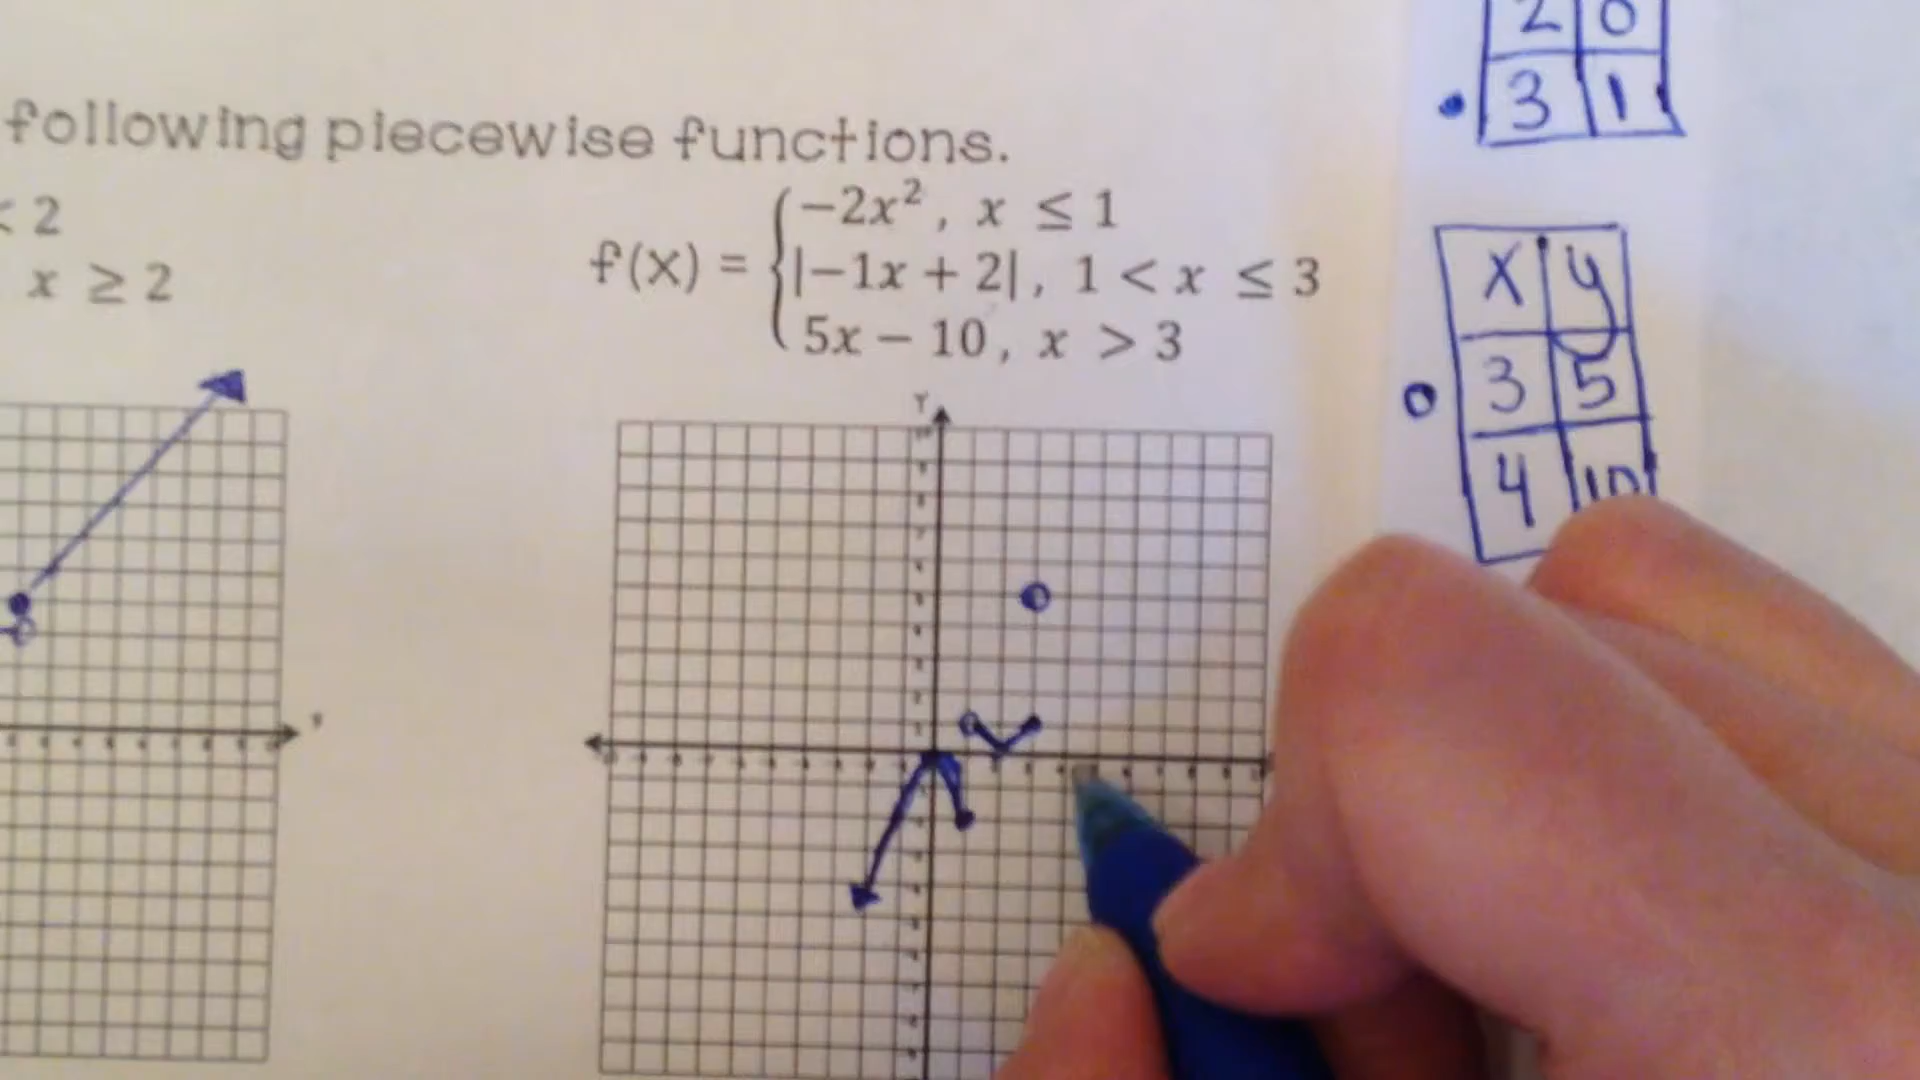 2 0
3 1
following piecewise functions.
< 2
x ≥ 2
f(x) = { −2x², x ≤ 1
|−1x + 2|, 1 < x ≤ 3
5x − 10, x > 3
x y
3 5
4 10
Y